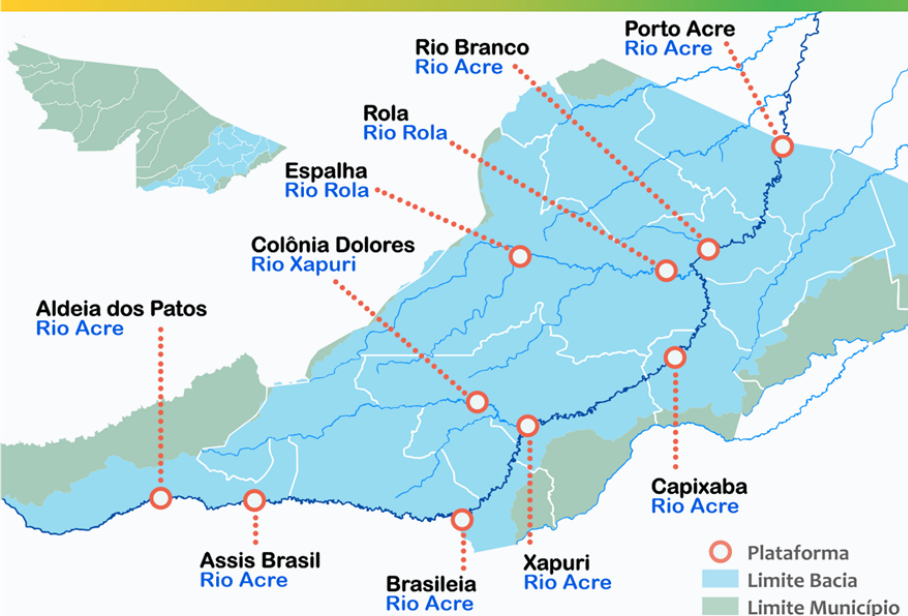 Porto Acre
Rio Acre
Rio Branco
Rio Acre
Rola
Rio Rola
Espalha
Rio Rola
Colônia Dolores
Rio Xapuri
Aldeia dos Patos
Rio Acre
Capixaba
Rio Acre
Assis Brasil
Rio Acre
Brasileia
Rio Acre
Xapuri
Rio Acre
Plataforma
Limite Bacia
Limite Município